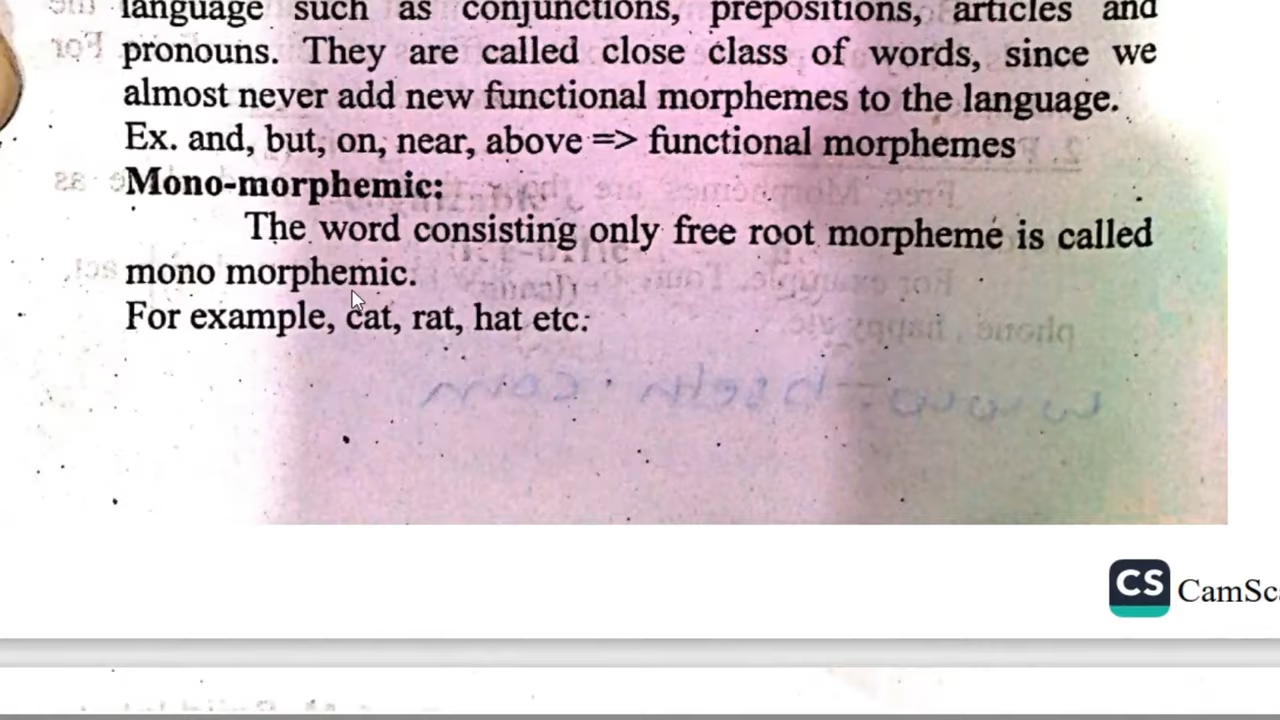 language such as conjunctions, prepositions, articles and
pronouns. They are called close class of words, since we
almost never add new functional morphemes to the language.
Ex. and, but, on, near, above => functional morphemes
Mono-morphemic:
The word consisting only free root morpheme is called
mono morphemic.
For example, cat, rat, hat etc:
CS CamSc